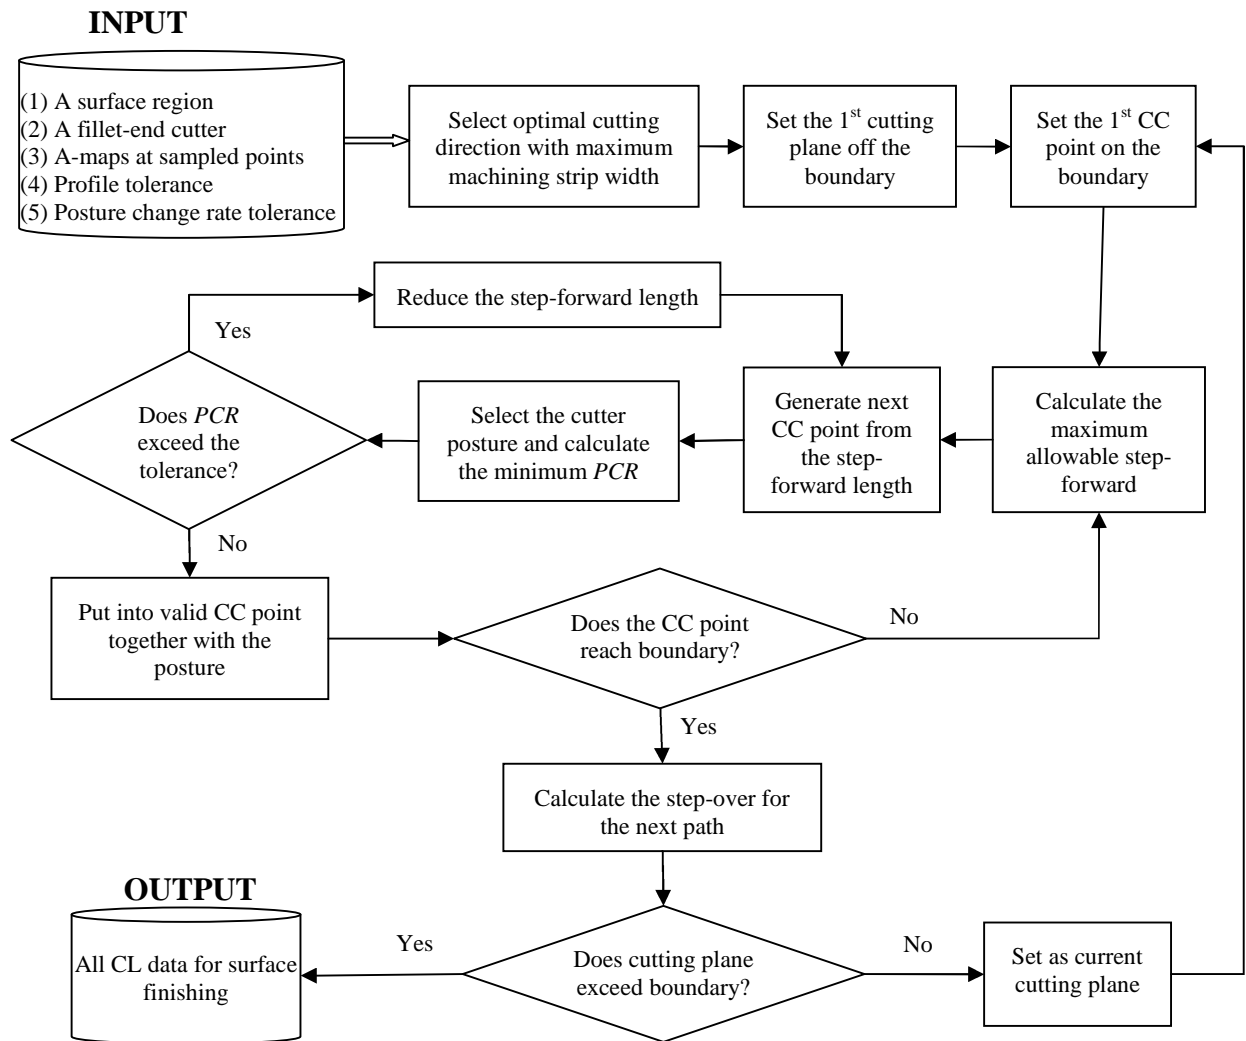 INPUT
(1) A surface region
(2) A fillet-end cutter
(3) A-maps at sampled points
(4) Profile tolerance
(5) Posture change rate tolerance
Select optimal cutting
direction with maximum
machining strip width
Set the 1st cutting
plane off the
boundary
Set the 1st CC
point on the
boundary
Reduce the step-forward length
Yes
Does PCR
exceed the
tolerance?
Select the cutter
posture and calculate
the minimum PCR
Generate next
CC point from
the step-
forward length
Calculate the
maximum
allowable step-
forward
No
Put into valid CC point
together with the
posture
Does the CC point
reach boundary?
No
Yes
Calculate the step-over for
the next path
OUTPUT
All CL data for surface
finishing
Yes
Does cutting plane
exceed boundary?
No
Set as current
cutting plane